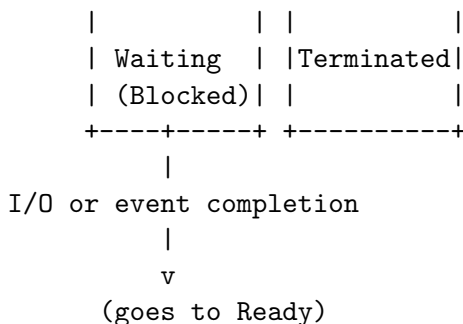 | | | |
| Waiting | |Terminated|
| (Blocked)| | |
+----+-----+ +----------+
|
I/O or event completion
|
v
(goes to Ready)